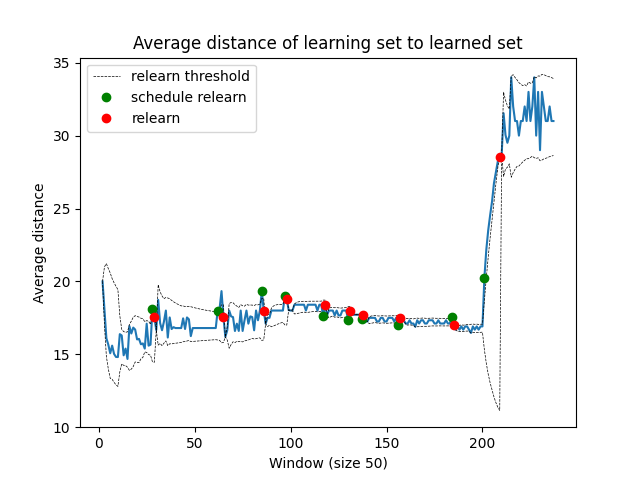 Average distance of learning set to learned set
relearn threshold
schedule relearn
relearn
Average distance
35
30
25
20
15
10
0
50
100
150
200
Window (size 50)